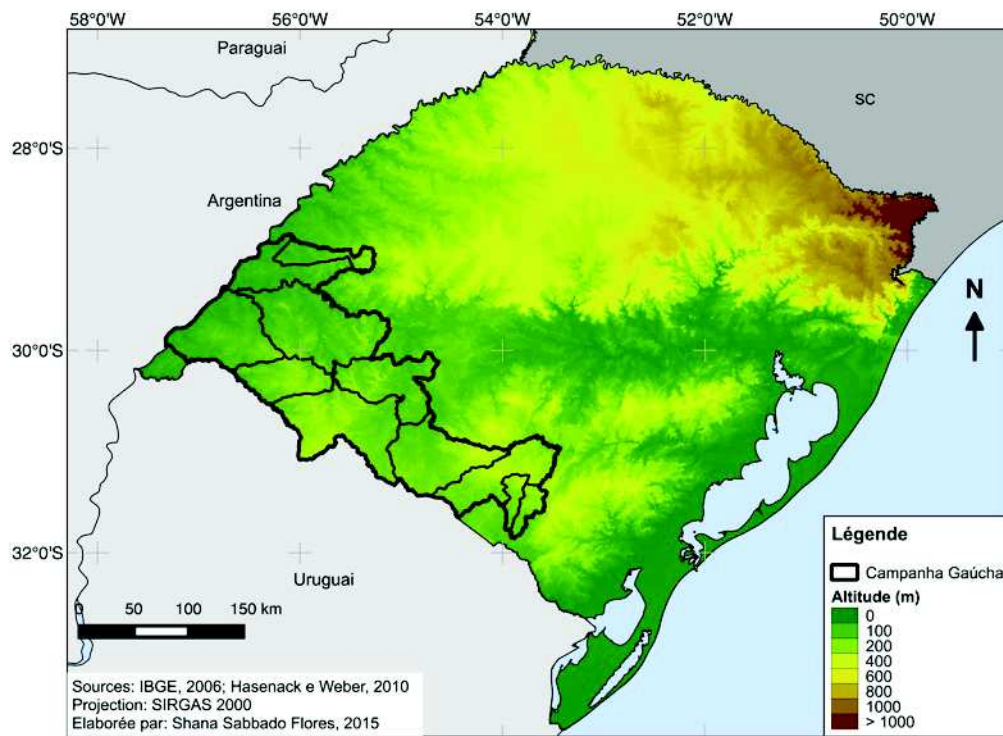 58°0'W 56°0'W 54°0'W 52°0'W 50°0'W
Paraguai
SC
28°S
Argentina
N
30°0'S
Légende
Campanha Gaúcha
Altitude (m)
0
100
200
400
600
800
1000
> 1000
32°0'S
Uruguai
0 50 100 150 km
Sources: IBGE, 2006; Hasenack e Weber, 2010
Projection: SIRGAS 2000
Elaborée par: Shana Sabbado Flores, 2015